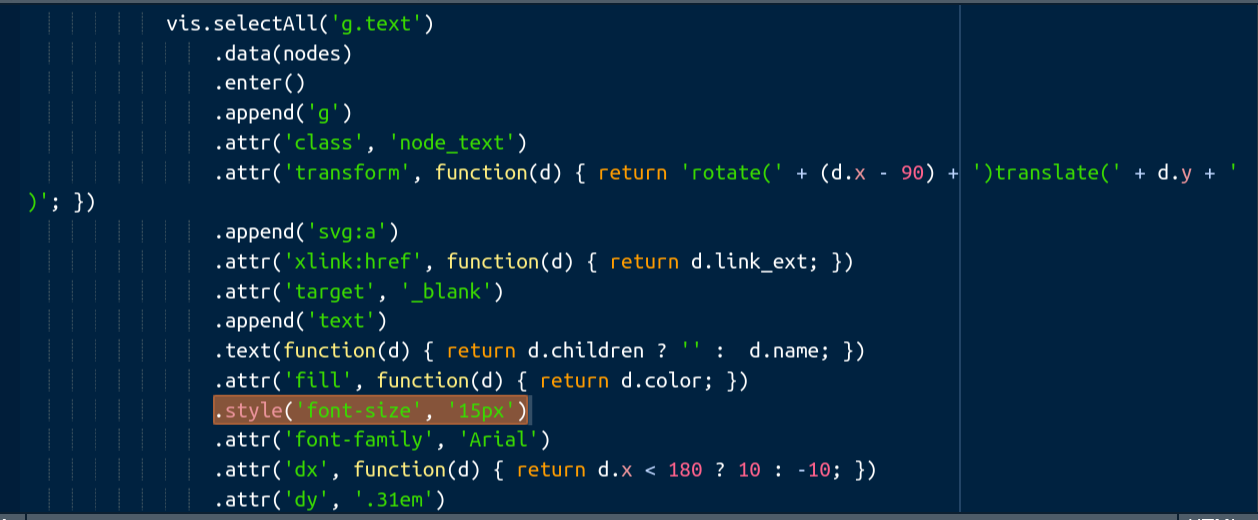 vis.selectAll('g.text')
.data(nodes)
.enter()
.append('g')
.attr('class', 'node_text')
.attr('transform', function(d) { return 'rotate(' + (d.x - 90) + ')translate(' + d.y + '
)'; })
.append('svg:a')
.attr('xlink:href', function(d) { return d.link_ext; })
.attr('target', '_blank')
.append('text')
.text(function(d) { return d.children ? '' :  d.name; })
.attr('fill', function(d) { return d.color; })
.style('font-size', '15px')
.attr('font-family', 'Arial')
.attr('dx', function(d) { return d.x < 180 ? 10 : -10; })
.attr('dy', '.31em')